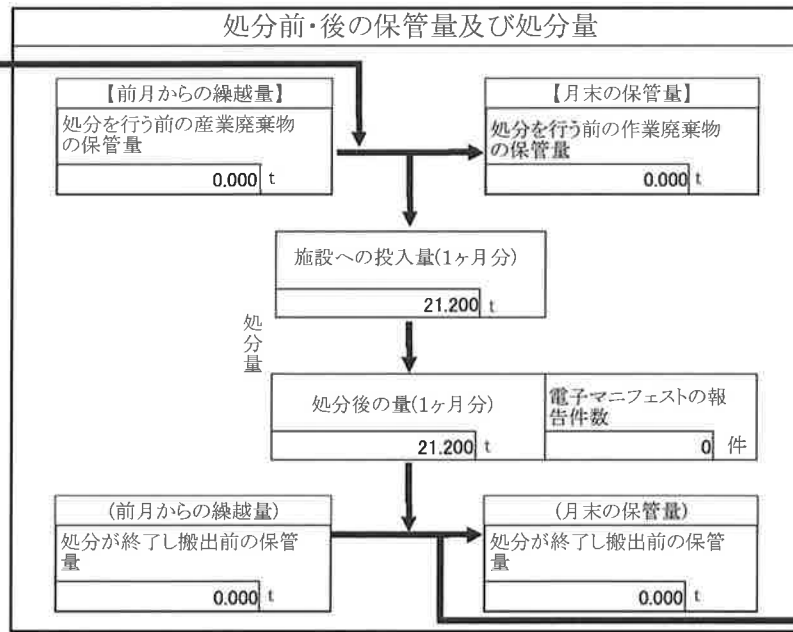 処分前・後の保管量及び処分量
【前月からの繰越量】
処分を行う前の産業廃棄物
の保管量
0.000 t
【月末の保管量】
処分を行う前の作業廃棄物
の保管量
0.000 t
施設への投入量(1ヶ月分)
21.200 t
処分量
処分後の量(1ヶ月分)
21.200 t
電子マニフェストの報
告件数
0 件
(前月からの繰越量)
処分が終了し搬出前の保管
量
0.000 t
(月末の保管量)
処分が終了し搬出前の保管
量
0.000 t